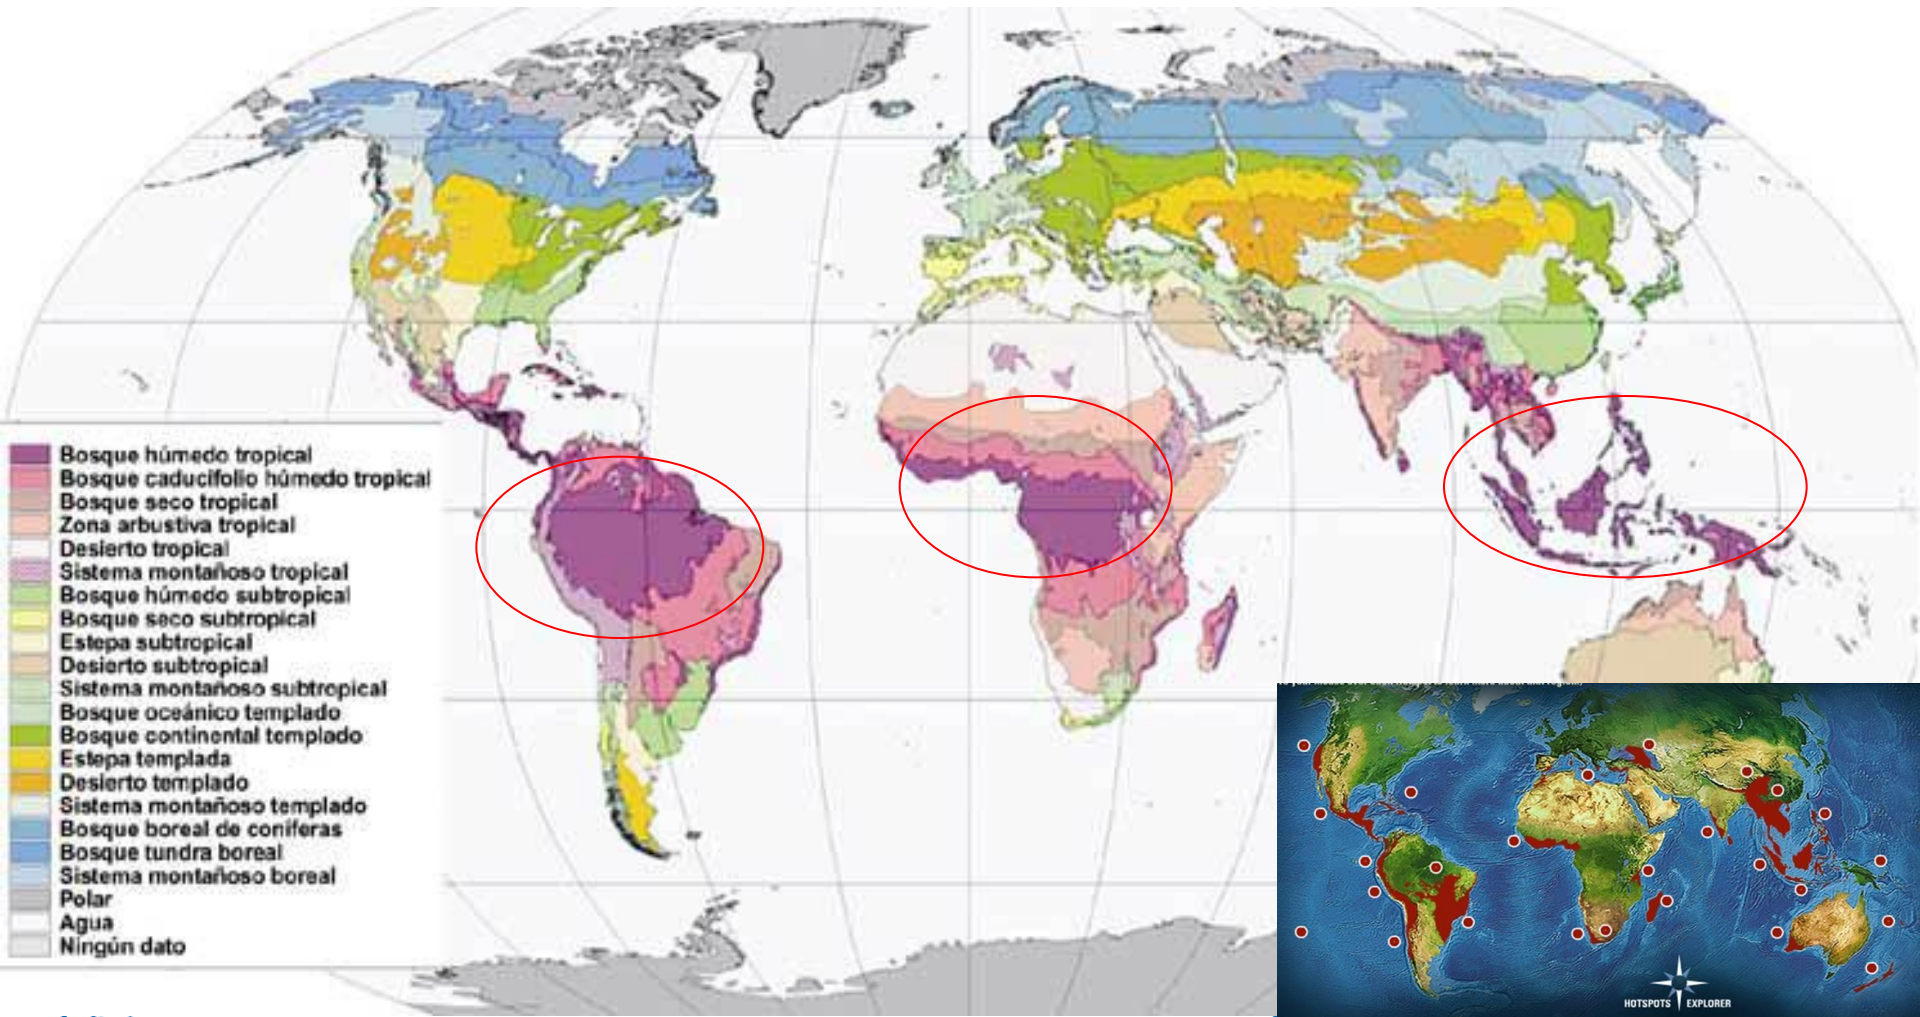 Bosque húmedo tropical
Bosque caducifolio húmedo tropical
Bosque seco tropical
Zona arbustiva tropical
Desierto tropical
Sistema montañoso tropical
Bosque húmedo subtropical
Bosque seco subtropical
Estepa subtropical
Desierto subtropical
Sistema montañoso subtropical
Bosque oceánico templado
Bosque continental templado
Estepa templada
Desierto templado
Sistema montañoso templado
Bosque boreal de coníferas
Bosque tundra boreal
Sistema montañoso boreal
Polar
Agua
Ningún dato
HOTSPOTS EXPLORER